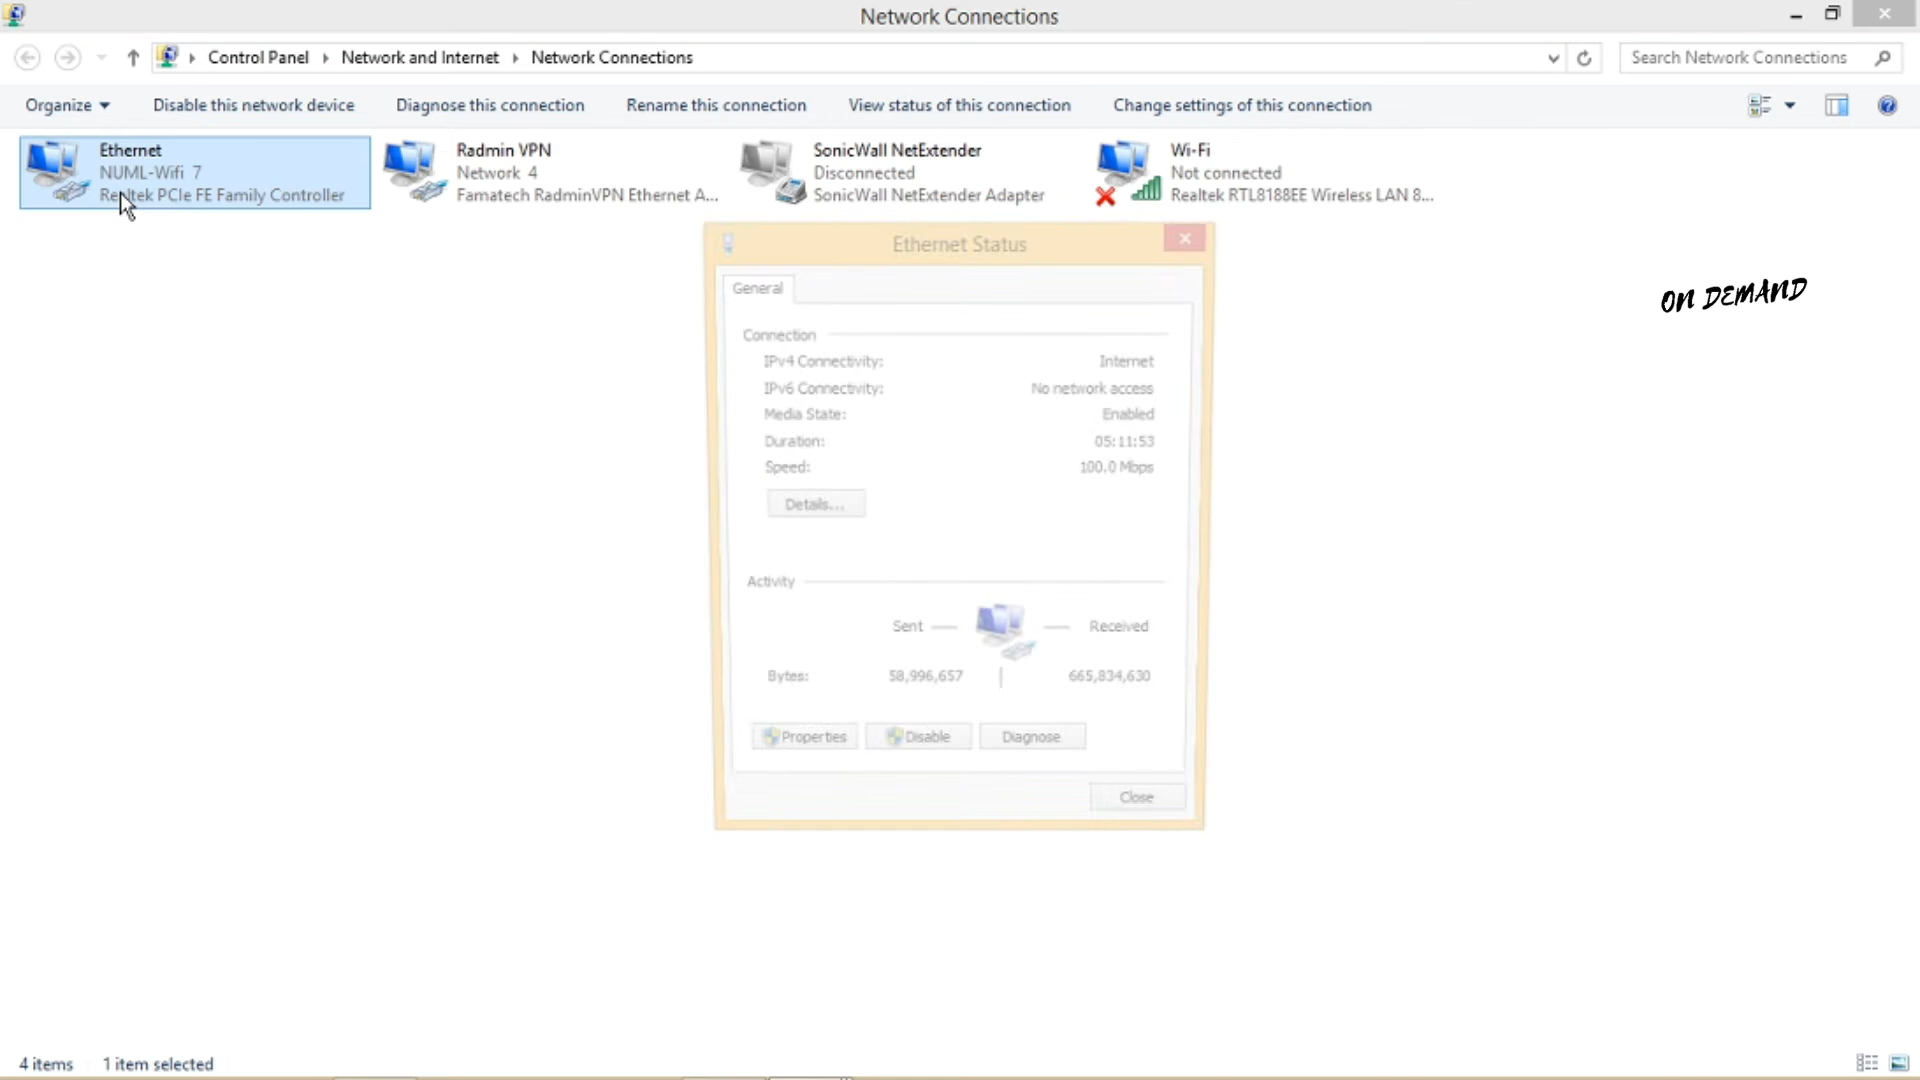 Network Connections
Control Panel Network and Internet Network Connections
Search Network Connections
Organize Disable this network device Diagnose this connection Rename this connection View status of this connection Change settings of this connection
Ethernet
NUML-Wifi 7
Realtek PCIe FE Family Controller
Radmin VPN
Network 4
Famatech RadminVPN Ethernet A...
SonicWall NetExtender
Disconnected
SonicWall NetExtender Adapter
Wi-Fi
Not connected
Realtek RTL8188EE Wireless LAN 8...
ON DEMAND
Ethernet Status
General
Connection
IPv4 Connectivity: Internet
IPv6 Connectivity: No network access
Media State: Enabled
Duration: 05:11:53
Speed: 100.0 Mbps
Details...
Activity
Sent Received
Bytes: 58,996,657 665,834,630
Properties Disable Diagnose
Close
4 items 1 item selected